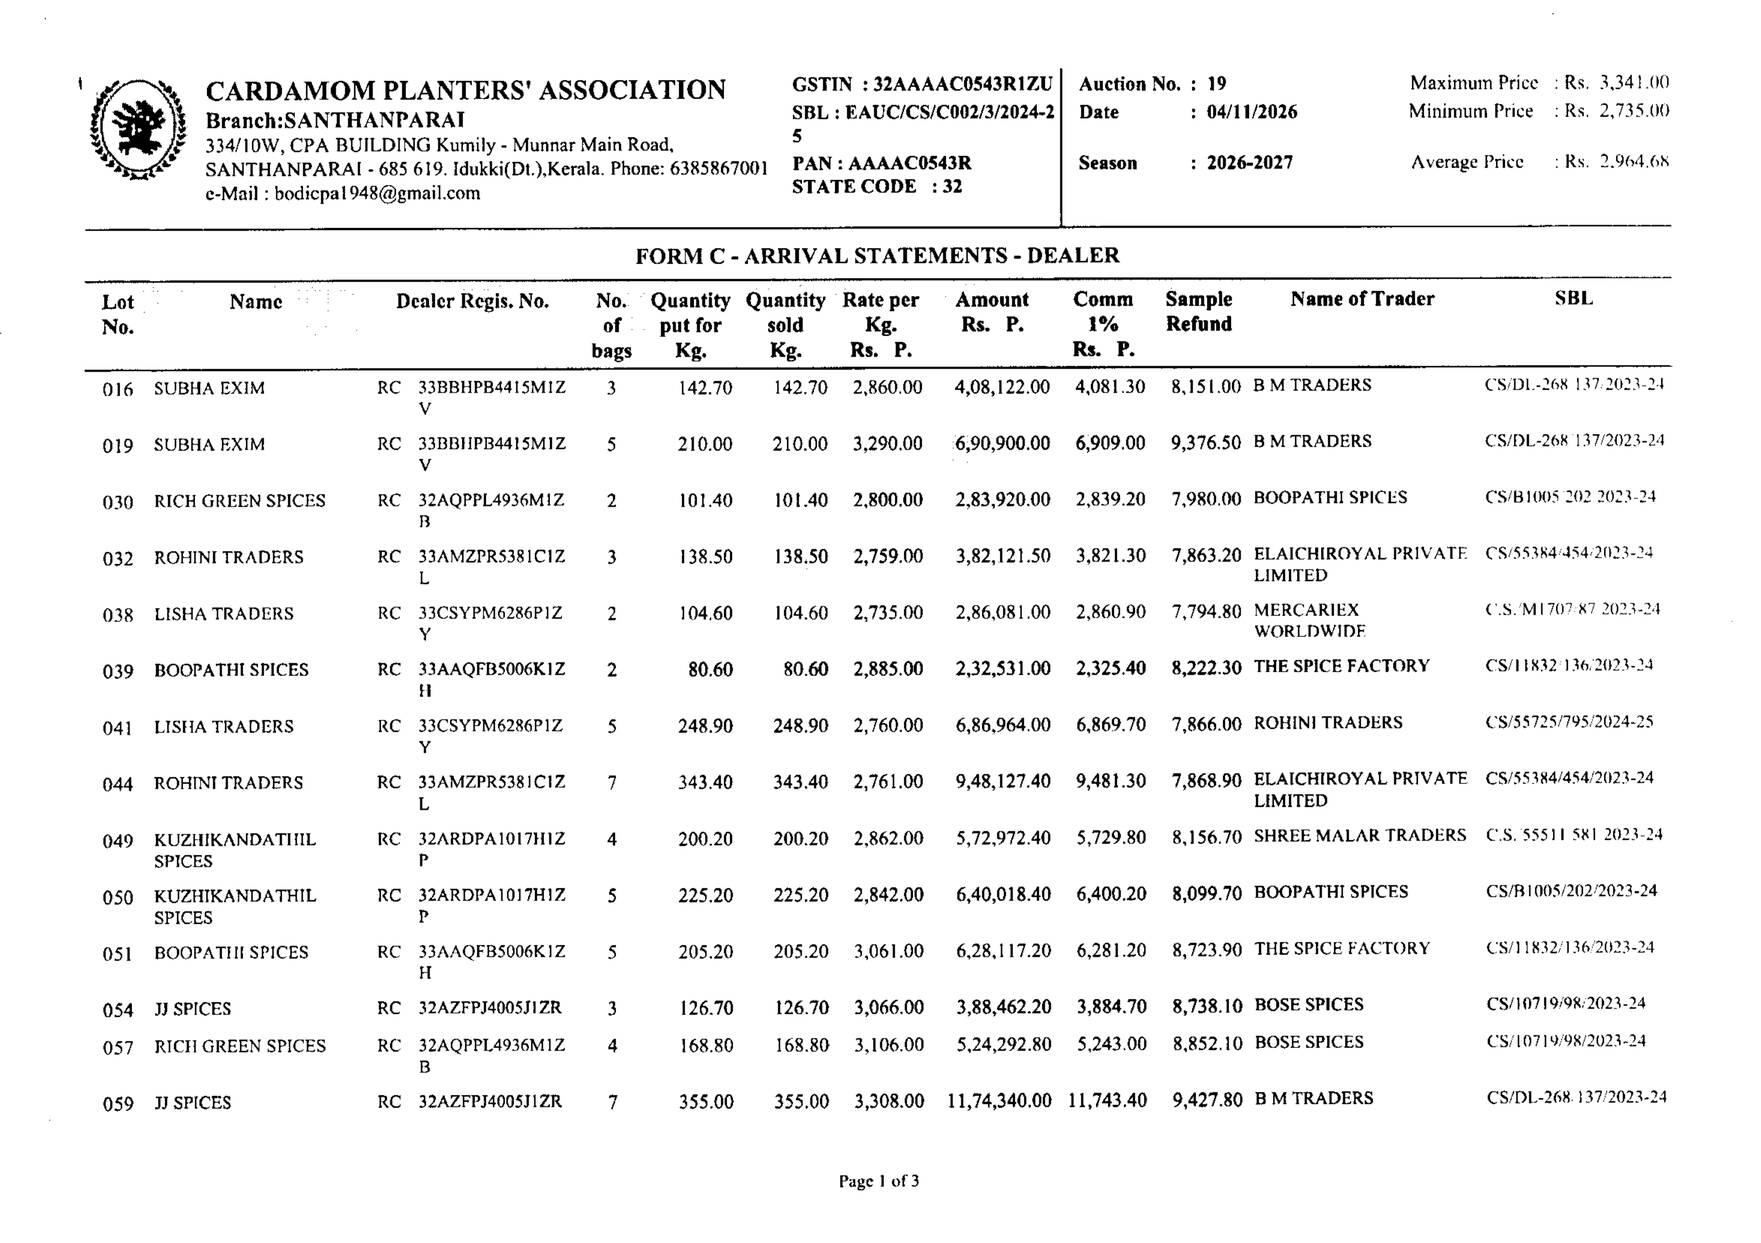 CARDAMOM PLANTERS' ASSOCIATION
Branch:SANTHANPARAI
334/10W, CPA BUILDING Kumily - Munnar Main Road,
SANTHANPARAI - 685 619. Idukki(Dt.),Kerala. Phone: 6385867001
e-Mail : bodicpa1948@gmail.com
GSTIN : 32AAAAC0543R1ZU
SBL : EAUC/CS/C002/3/2024-2
5
PAN : AAAAC0543R
STATE CODE : 32
Auction No. : 19
Date : 04/11/2026
Season : 2026-2027
Maximum Price : Rs. 3,341.00
Minimum Price : Rs. 2,735.00
Average Price : Rs. 2,964.68
FORM C - ARRIVAL STATEMENTS - DEALER
Lot Name Dealer Regis. No. No. Quantity Quantity Rate per Amount Comm Sample Name of Trader SBL
No. of put for sold Kg. Rs. P. 1% Refund
bags Kg. Kg. Rs. P. Rs. P.
016 SUBHA EXIM RC 33BBHPB4415M1Z 3 142.70 142.70 2,860.00 4,08,122.00 4,081.30 8,151.00 B M TRADERS CS/DL-268 137/2023-24
V
019 SUBHA EXIM RC 33BBHPB4415M1Z 5 210.00 210.00 3,290.00 6,90,900.00 6,909.00 9,376.50 B M TRADERS CS/DL-268 137/2023-24
V
030 RICH GREEN SPICES RC 32AQPPL4936M1Z 2 101.40 101.40 2,800.00 2,83,920.00 2,839.20 7,980.00 BOOPATHI SPICES CS/B1005 202 2023-24
B
032 ROHINI TRADERS RC 33AMZPR5381C1Z 3 138.50 138.50 2,759.00 3,82,121.50 3,821.30 7,863.20 ELAICHIROYAL PRIVATE CS/55384/454/2023-24
L LIMITED
038 LISHA TRADERS RC 33CSYPM6286P1Z 2 104.60 104.60 2,735.00 2,86,081.00 2,860.90 7,794.80 MERCARIEX C.S./M1707/87 2023-24
Y WORLDWIDE
039 BOOPATHI SPICES RC 33AAQFB5006K1Z 2 80.60 80.60 2,885.00 2,32,531.00 2,325.40 8,222.30 THE SPICE FACTORY CS/11832/136/2023-24
H
041 LISHA TRADERS RC 33CSYPM6286P1Z 5 248.90 248.90 2,760.00 6,86,964.00 6,869.70 7,866.00 ROHINI TRADERS CS/55725/795/2024-25
Y
044 ROHINI TRADERS RC 33AMZPR5381C1Z 7 343.40 343.40 2,761.00 9,48,127.40 9,481.30 7,868.90 ELAICHIROYAL PRIVATE CS/55384/454/2023-24
L LIMITED
049 KUZHIKANDATHIL RC 32ARDPA1017H1Z 4 200.20 200.20 2,862.00 5,72,972.40 5,729.80 8,156.70 SHREE MALAR TRADERS C.S. 55511 581 2023-24
SPICES P
050 KUZHIKANDATHIL RC 32ARDPA1017H1Z 5 225.20 225.20 2,842.00 6,40,018.40 6,400.20 8,099.70 BOOPATHI SPICES CS/B1005/202/2023-24
SPICES P
051 BOOPATHI SPICES RC 33AAQFB5006K1Z 5 205.20 205.20 3,061.00 6,28,117.20 6,281.20 8,723.90 THE SPICE FACTORY CS/11832/136/2023-24
H
054 JJ SPICES RC 32AZFPJ4005J1ZR 3 126.70 126.70 3,066.00 3,88,462.20 3,884.70 8,738.10 BOSE SPICES CS/10719/98/2023-24
057 RICH GREEN SPICES RC 32AQPPL4936M1Z 4 168.80 168.80 3,106.00 5,24,292.80 5,243.00 8,852.10 BOSE SPICES CS/10719/98/2023-24
B
059 JJ SPICES RC 32AZFPJ4005J1ZR 7 355.00 355.00 3,308.00 11,74,340.00 11,743.40 9,427.80 B M TRADERS CS/DL-268 137/2023-24
Page 1 of 3